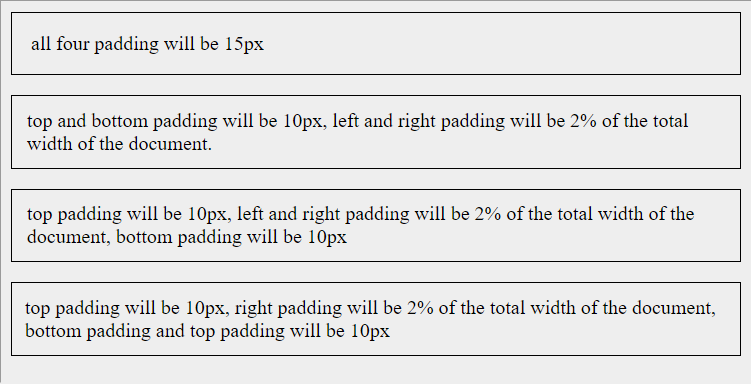 all four padding will be 15px
top and bottom padding will be 10px, left and right padding will be 2% of the total
width of the document.
top padding will be 10px, left and right padding will be 2% of the total width of the
document, bottom padding will be 10px
top padding will be 10px, right padding will be 2% of the total width of the document,
bottom padding and top padding will be 10px